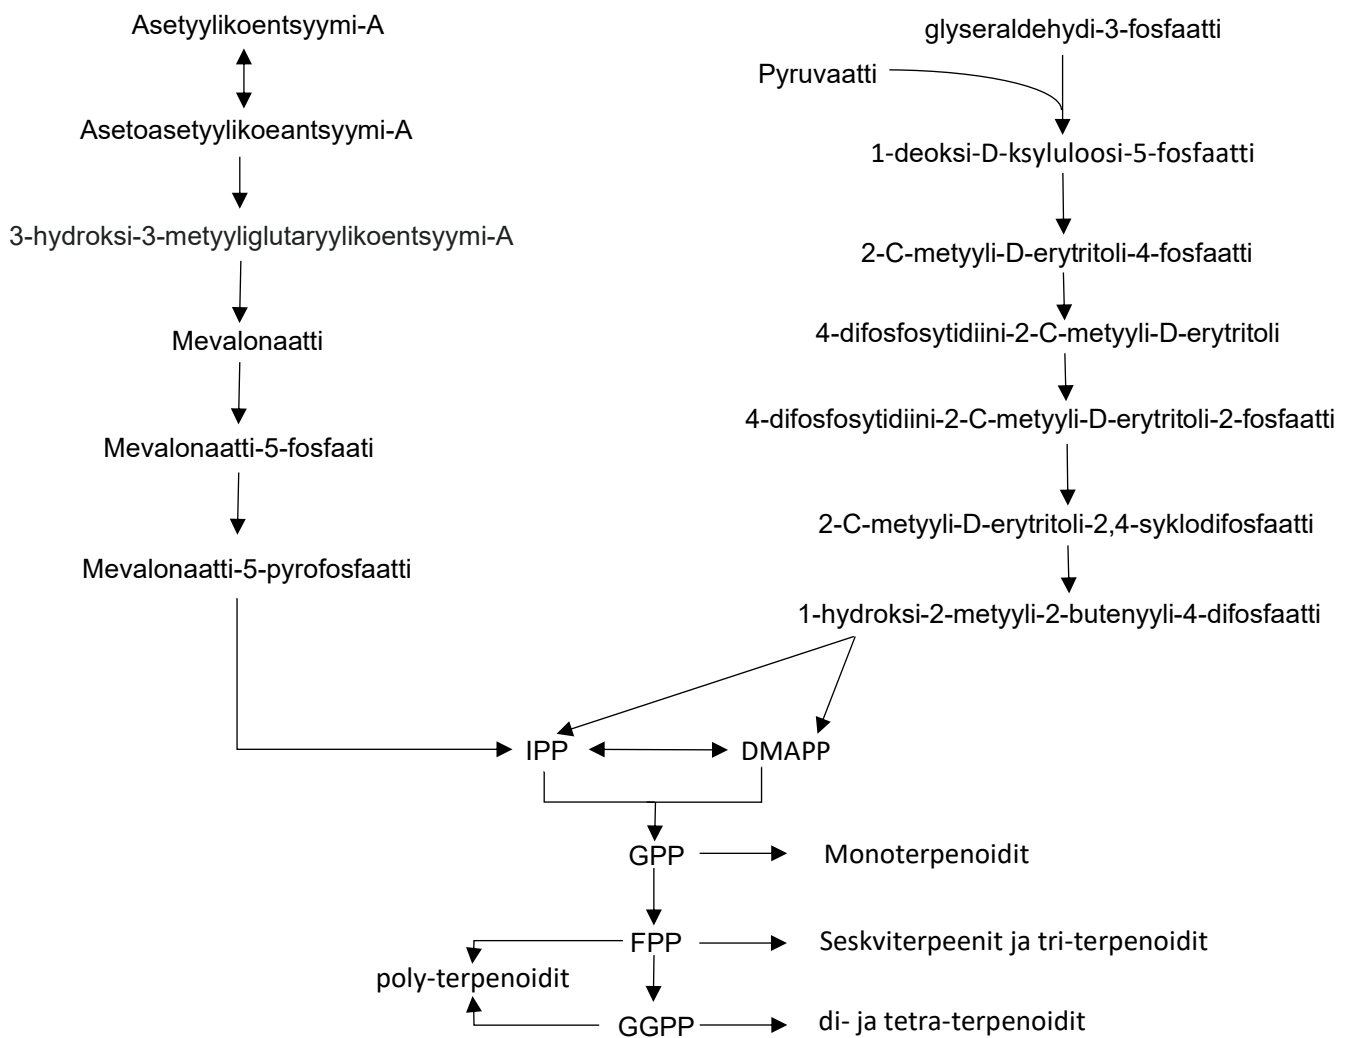 Asetyylikoentsyymi-A
Asetoasetyylikoeantsyymi-A
3-hydroksi-3-metyyliglutaryylikoentsyymi-A
Mevalonaatti
Mevalonaatti-5-fosfaati
Mevalonaatti-5-pyrofosfaatti
glyseraldehydi-3-fosfaatti
Pyruvaatti
1-deoksi-D-ksyluloosi-5-fosfaatti
2-C-metyyli-D-erytritoli-4-fosfaatti
4-difosfosytidiini-2-C-metyyli-D-erytritoli
4-difosfosytidiini-2-C-metyyli-D-erytritoli-2-fosfaatti
2-C-metyyli-D-erytritoli-2,4-syklodifosfaatti
1-hydroksi-2-metyyli-2-butenyyli-4-difosfaatti
IPP
DMAPP
GPP
Monoterpenoidit
FPP
Seskviterpeenit ja tri-terpenoidit
poly-terpenoidit
GGPP
di- ja tetra-terpenoidit